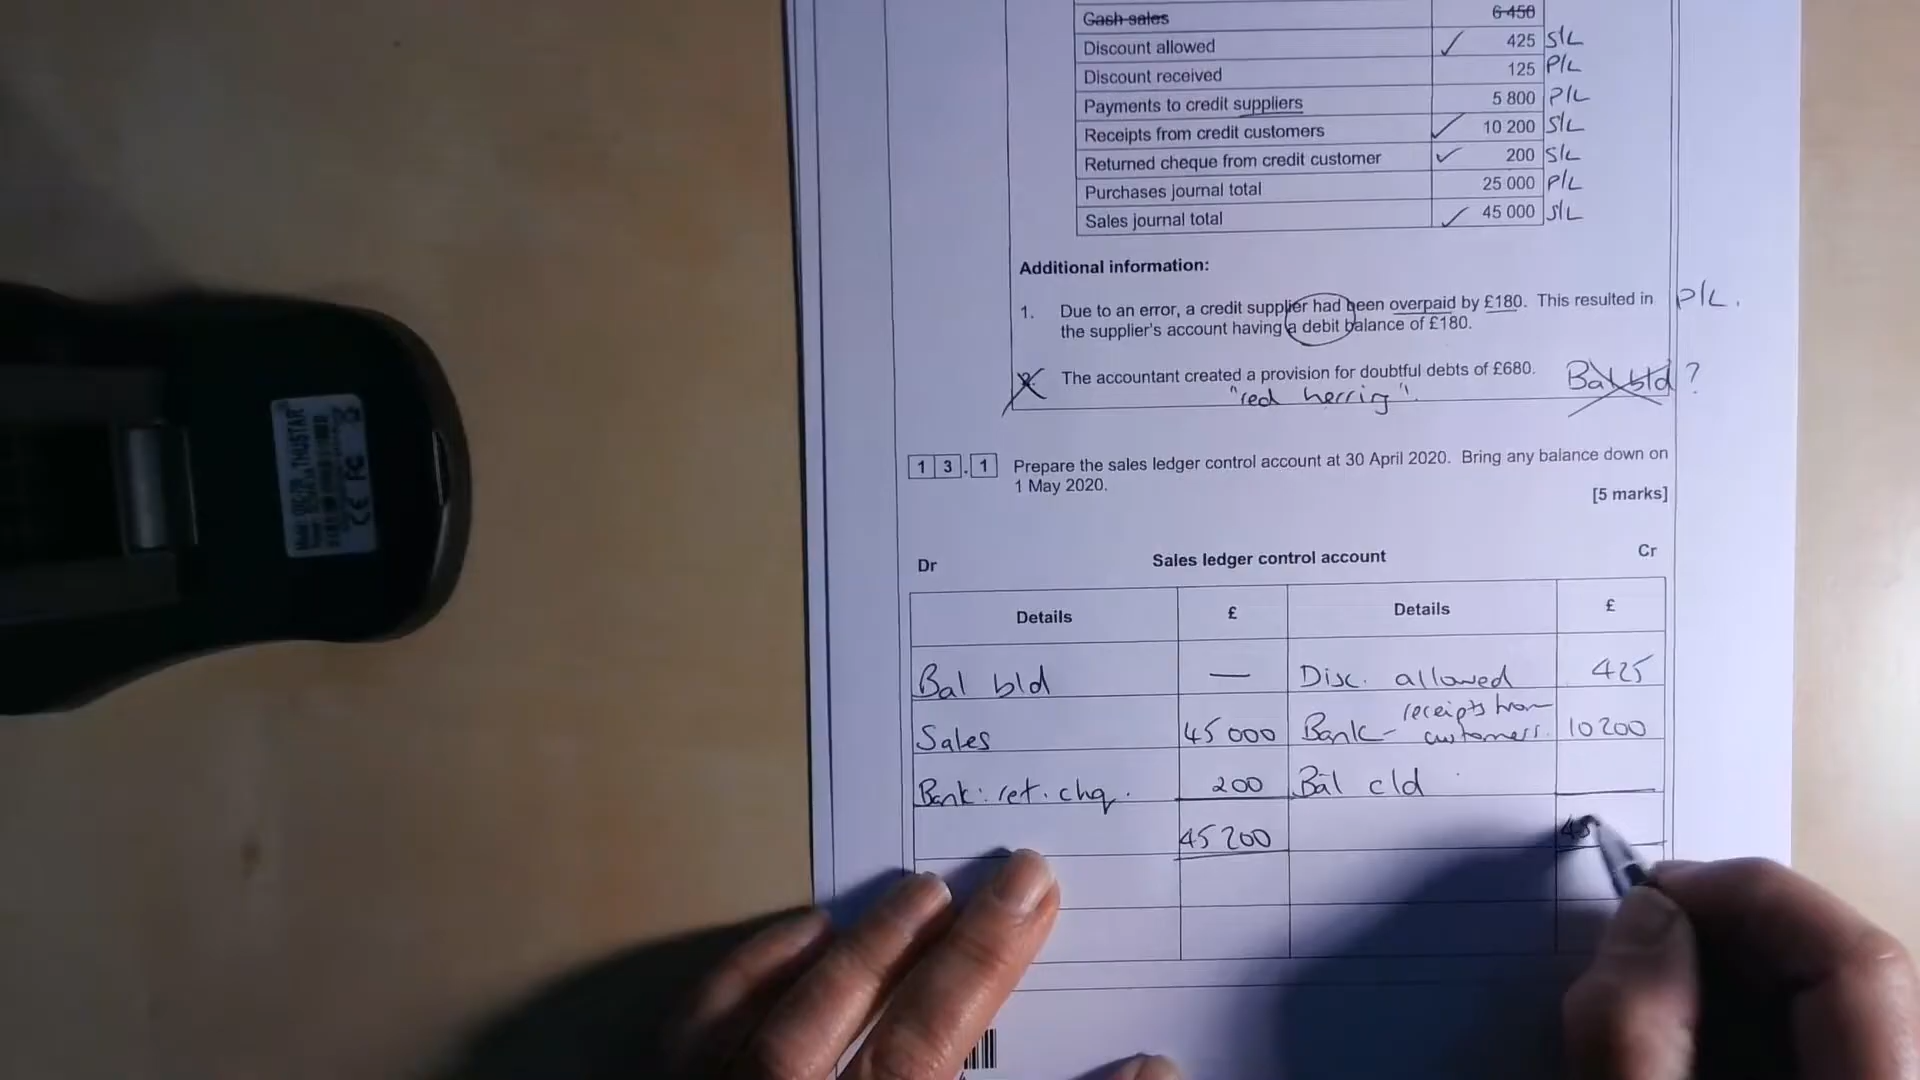 Cash sales 6 450
Discount allowed ✓ 425 S/L
Discount received 125 P/L
Payments to credit suppliers 5 800 P/L
Receipts from credit customers ✓ 10 200 S/L
Returned cheque from credit customer ✓ 200 S/L
Purchases journal total 25 000 P/L
Sales journal total ✓ 45 000 S/L
Additional information:
1. Due to an error, a credit supplier had been overpaid by £180. This resulted in P/L.
the supplier's account having a debit balance of £180.
The accountant created a provision for doubtful debts of £680. Bal b/d ?
"red herring".
1 3 . 1 Prepare the sales ledger control account at 30 April 2020. Bring any balance down on
1 May 2020.
[5 marks]
Dr Sales ledger control account Cr
Details £ Details £
Bal b/d — Disc. allowed 425
Sales 45 000 Bank - receipts from customers. 10 200
Bank: ret. chq. 200 Bal c/d
45 200 45
CE FC